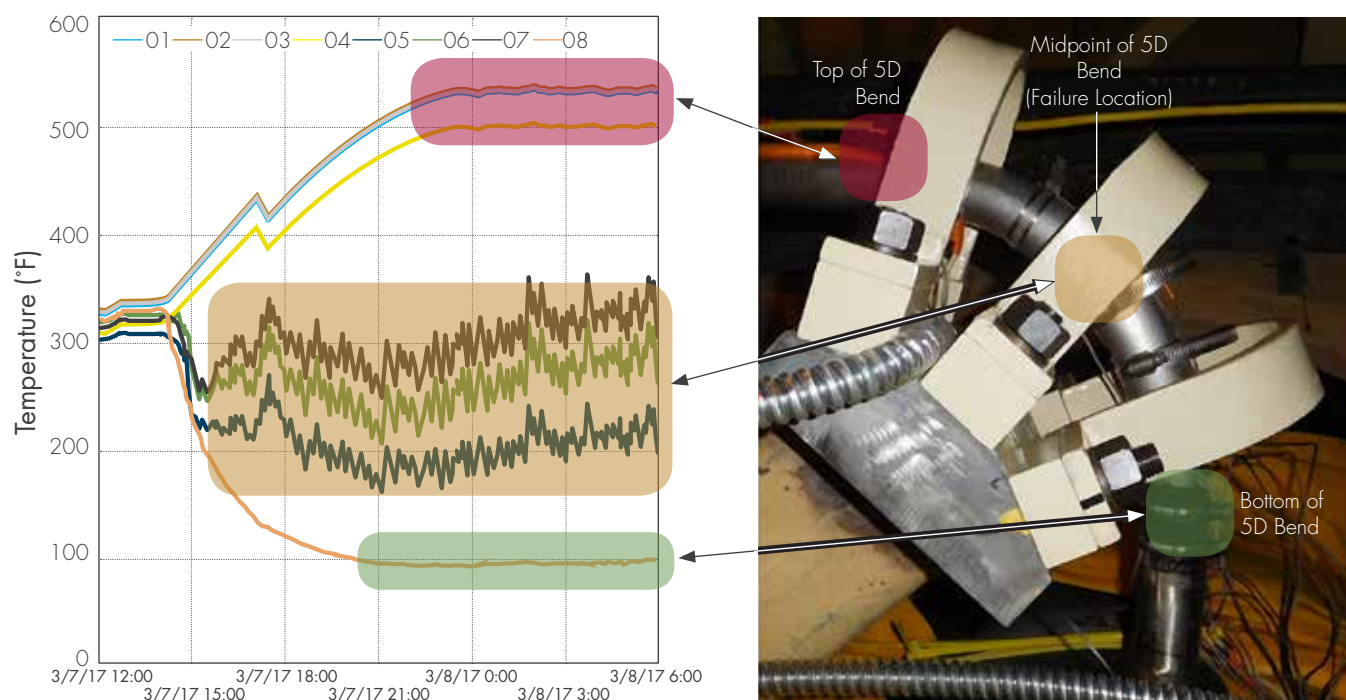 600
500
400
300
200
100
0
Temperature (°F)
01 02 03 04 05 06 07 08
3/7/17 12:00
3/7/17 15:00
3/7/17 18:00
3/7/17 21:00
3/8/17 0:00
3/8/17 3:00
3/8/17 6:00
Top of 5D
Bend
Midpoint of 5D
Bend
(Failure Location)
Bottom of
5D Bend